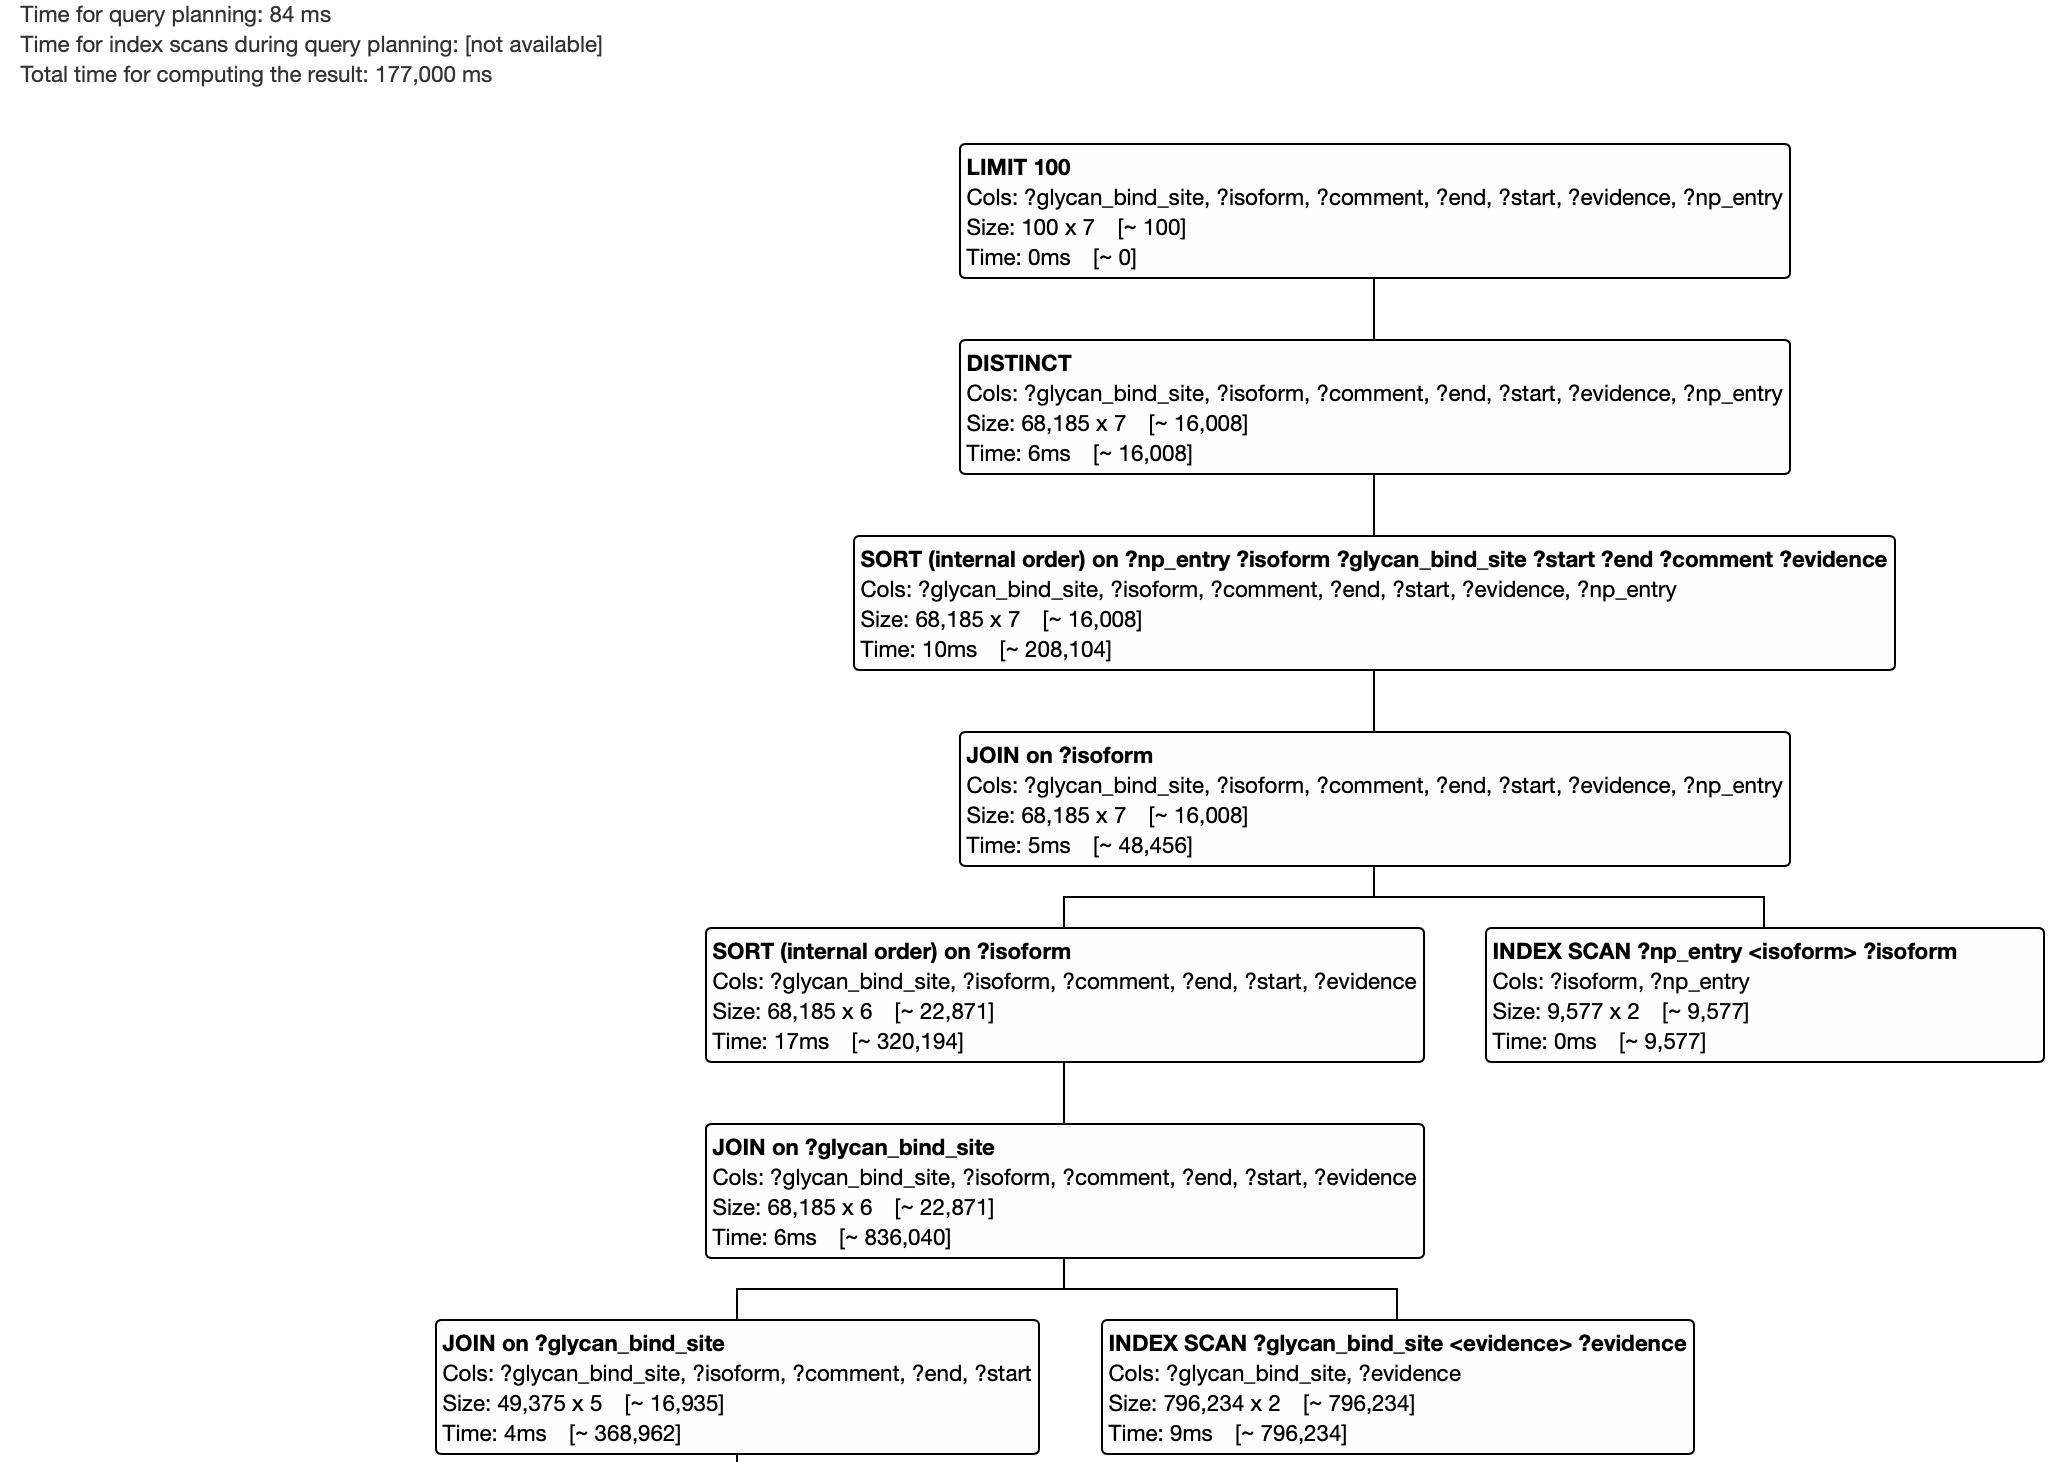 Time for query planning: 84 ms
Time for index scans during query planning: [not available]
Total time for computing the result: 177,000 ms
LIMIT 100
Cols: ?glycan_bind_site, ?isoform, ?comment, ?end, ?start, ?evidence, ?np_entry
Size: 100 x 7 [~ 100]
Time: 0ms [~ 0]
DISTINCT
Cols: ?glycan_bind_site, ?isoform, ?comment, ?end, ?start, ?evidence, ?np_entry
Size: 68,185 x 7 [~ 16,008]
Time: 6ms [~ 16,008]
SORT (internal order) on ?np_entry ?isoform ?glycan_bind_site ?start ?end ?comment ?evidence
Cols: ?glycan_bind_site, ?isoform, ?comment, ?end, ?start, ?evidence, ?np_entry
Size: 68,185 x 7 [~ 16,008]
Time: 10ms [~ 208,104]
JOIN on ?isoform
Cols: ?glycan_bind_site, ?isoform, ?comment, ?end, ?start, ?evidence, ?np_entry
Size: 68,185 x 7 [~ 16,008]
Time: 5ms [~ 48,456]
SORT (internal order) on ?isoform
Cols: ?glycan_bind_site, ?isoform, ?comment, ?end, ?start, ?evidence
Size: 68,185 x 6 [~ 22,871]
Time: 17ms [~ 320,194]
INDEX SCAN ?np_entry <isoform> ?isoform
Cols: ?isoform, ?np_entry
Size: 9,577 x 2 [~ 9,577]
Time: 0ms [~ 9,577]
JOIN on ?glycan_bind_site
Cols: ?glycan_bind_site, ?isoform, ?comment, ?end, ?start, ?evidence
Size: 68,185 x 6 [~ 22,871]
Time: 6ms [~ 836,040]
JOIN on ?glycan_bind_site
Cols: ?glycan_bind_site, ?isoform, ?comment, ?end, ?start
Size: 49,375 x 5 [~ 16,935]
Time: 4ms [~ 368,962]
INDEX SCAN ?glycan_bind_site <evidence> ?evidence
Cols: ?glycan_bind_site, ?evidence
Size: 796,234 x 2 [~ 796,234]
Time: 9ms [~ 796,234]